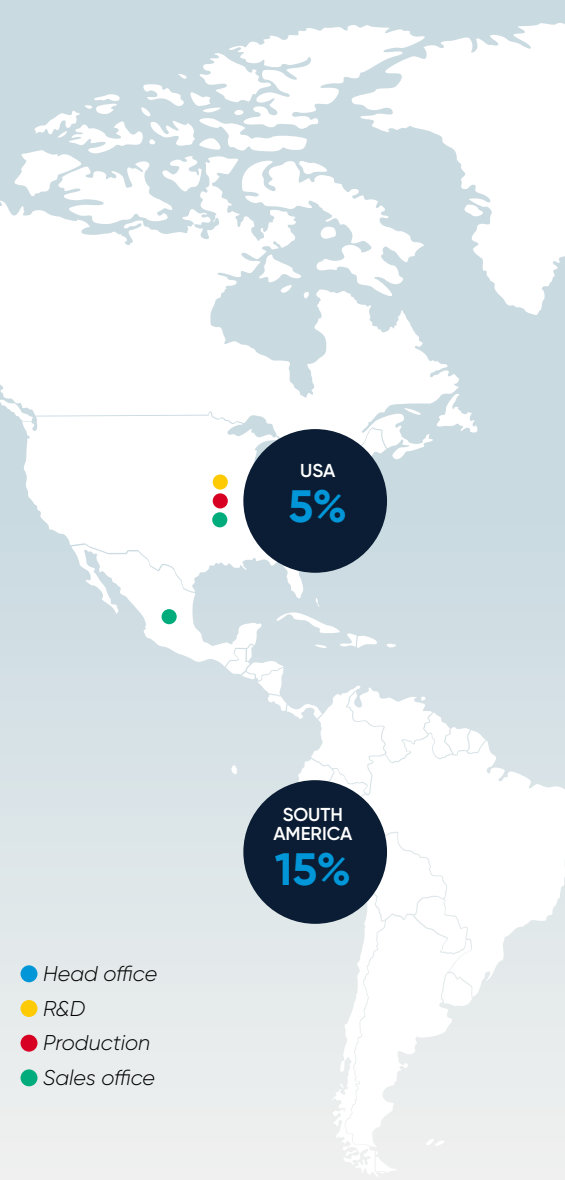 USA
5%
SOUTH
AMERICA
15%
Head office
R&D
Production
Sales office